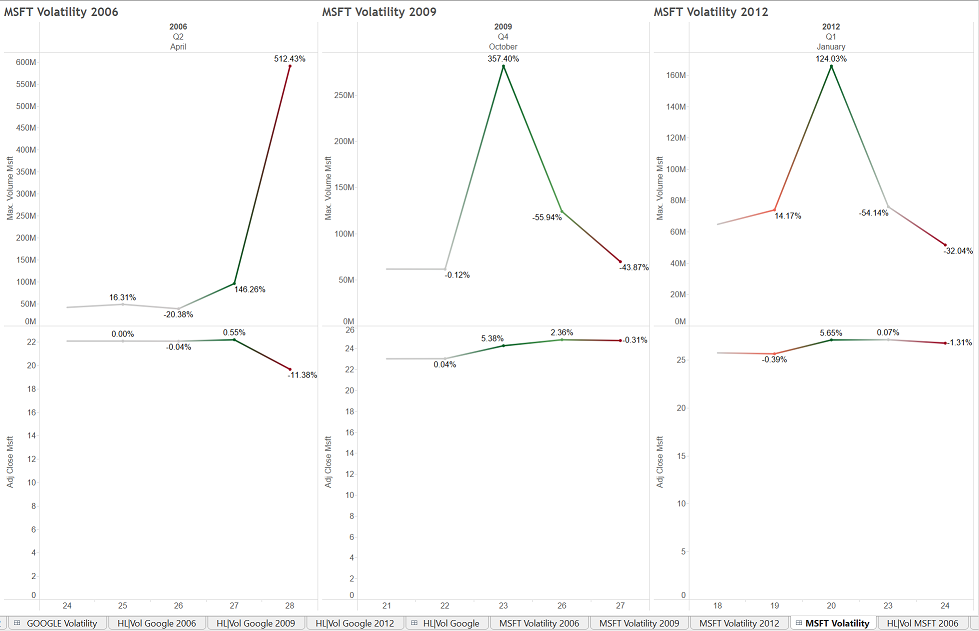 MSFT Volatility 2006
2006
Q2
April
600M
550M
500M
450M
400M
350M
300M
250M
200M
150M
100M
50M
0M
Max. Volume Msft
512.43%
146.26%
16.31%
-20.38%
22
20
18
16
14
12
10
8
6
4
2
0
Adj Close Msft
0.00%
-0.04%
0.55%
-11.38%
24 25 26 27 28
MSFT Volatility 2009
2009
Q4
October
250M
200M
150M
100M
50M
0M
Max. Volume Msft
357.40%
-55.94%
-43.87%
-0.12%
26
24
22
20
18
16
14
12
10
8
6
4
2
0
Adj Close Msft
0.04%
5.38%
2.36%
-0.31%
21 22 23 26 27
MSFT Volatility 2012
2012
Q1
January
160M
140M
120M
100M
80M
60M
40M
20M
0M
Max. Volume Msft
124.03%
14.17%
-54.14%
-32.04%
25
20
15
10
5
0
Adj Close Msft
-0.39%
5.65%
0.07%
-1.31%
18 19 20 23 24
GOOGLE Volatility HL|Vol Google 2006 HL|Vol Google 2009 HL|Vol Google 2012 HL|Vol Google MSFT Volatility 2006 MSFT Volatility 2009 MSFT Volatility 2012 MSFT Volatility HL|Vol MSFT 2006